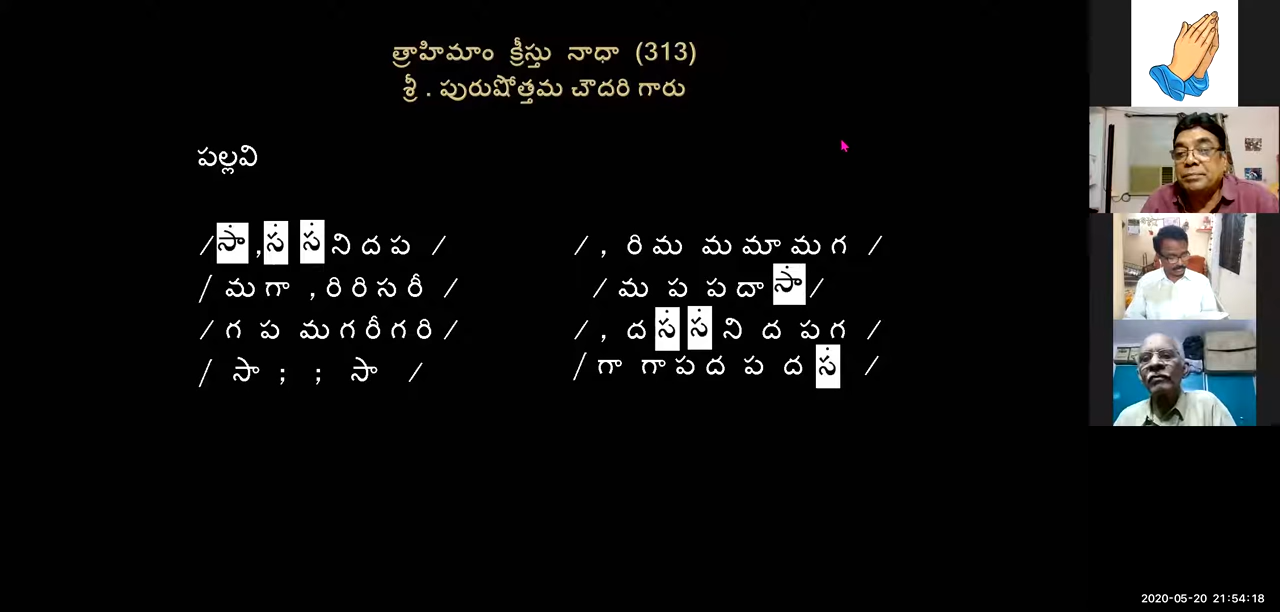 త్రాహిమాం క్రీస్తు నాధా (313)
శ్రీ . పురుషోత్తమ చౌదరి గారు
పల్లవి
/ సాֹ , సֹ సֹ ని ద ప / / , రి మ మ మా మ గ /
/ మ గా , రి రి స రీ / / మ ప ప దా సాֹ /
/ గ ప మ గ రీ గ రి / / , ద సֹ సֹ ని ద ప గ /
/ సా ; ; సా / / గా గా ప ద ప ద సֹ /
2020-05-20 21:54:18